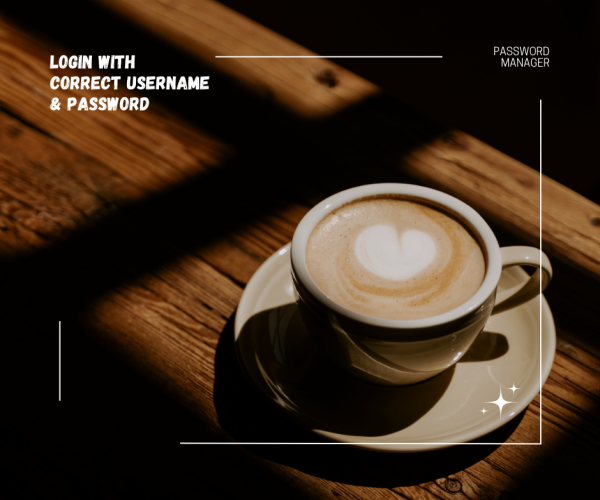 LOGIN WITH
CORRECT USERNAME
& PASSWORD
PASSWORD
MANAGER